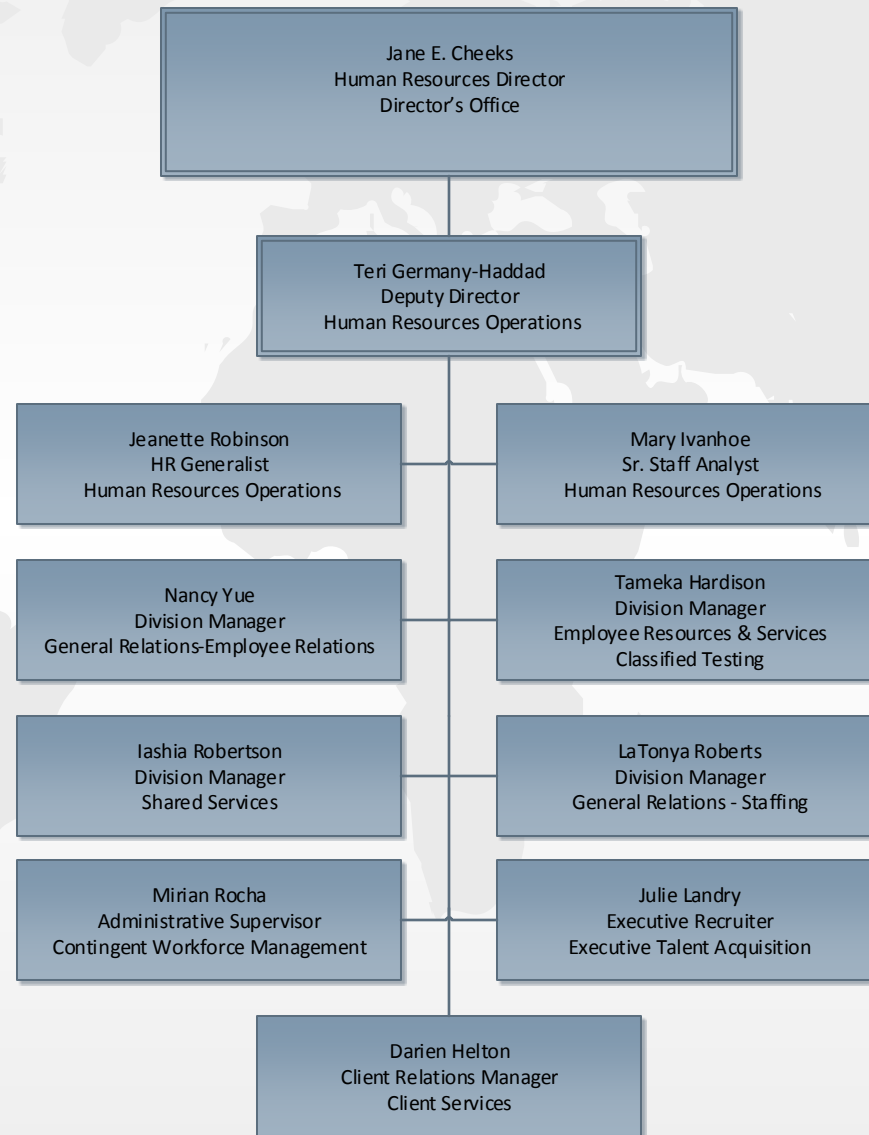 Jane E. Cheeks
Human Resources Director
Director’s Office
Teri Germany-Haddad
Deputy Director
Human Resources Operations
Jeanette Robinson
HR Generalist
Human Resources Operations
Mary Ivanhoe
Sr. Staff Analyst
Human Resources Operations
Nancy Yue
Division Manager
General Relations-Employee Relations
Tameka Hardison
Division Manager
Employee Resources & Services
Classified Testing
Iashia Robertson
Division Manager
Shared Services
LaTonya Roberts
Division Manager
General Relations - Staffing
Mirian Rocha
Administrative Supervisor
Contingent Workforce Management
Julie Landry
Executive Recruiter
Executive Talent Acquisition
Darien Helton
Client Relations Manager
Client Services